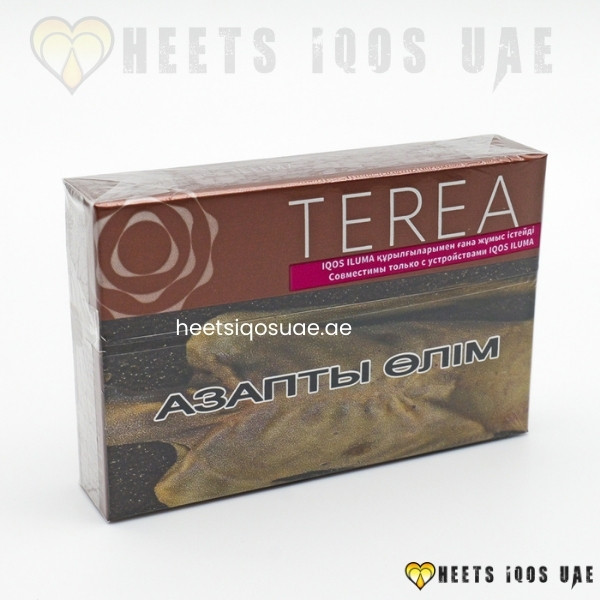 HEETS iQOS UAE
TEREA
IQOS ILUMA құрылғыларымен ғана жұмыс істейді
Совместимы только с устройствами IQOS ILUMA
heetsiqosuae.ae
АЗАПТЫ ӨЛІМ
HEETS iQOS UAE